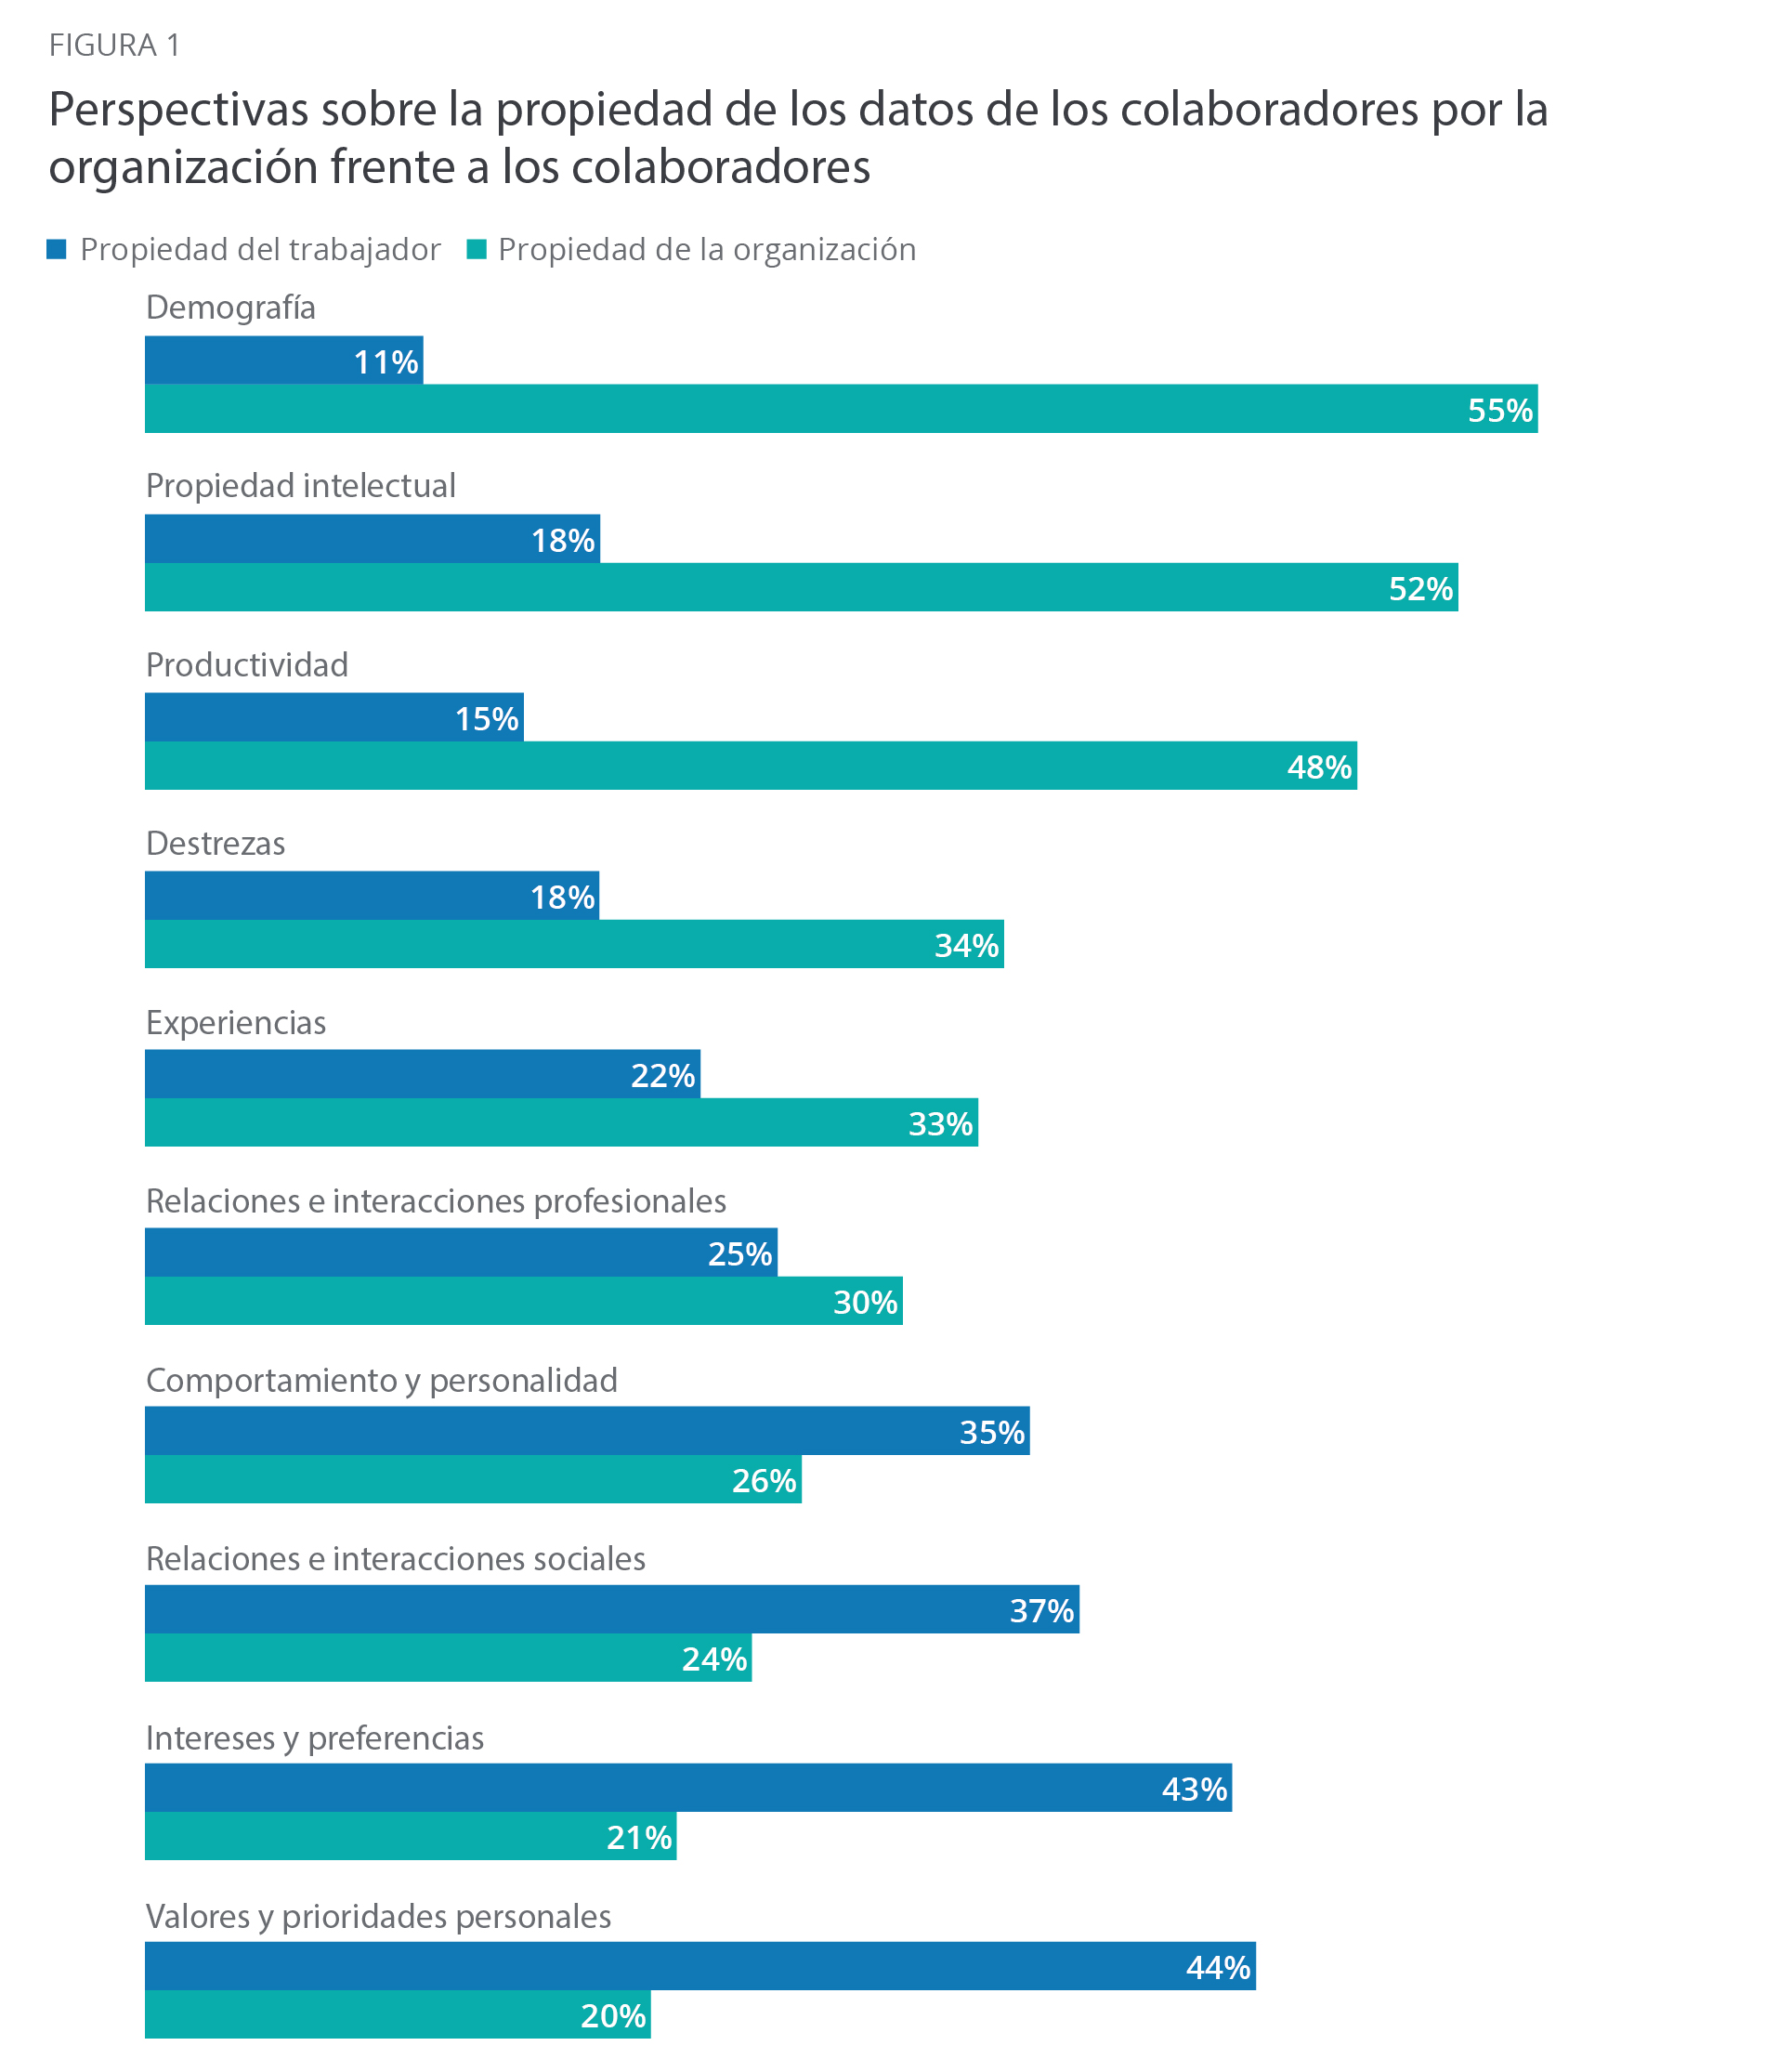 FIGURA 1
Perspectivas sobre la propiedad de los datos de los colaboradores por la
organización frente a los colaboradores
Propiedad del trabajador Propiedad de la organización
Demografía
11%
55%
Propiedad intelectual
18%
52%
Productividad
15%
48%
Destrezas
18%
34%
Experiencias
22%
33%
Relaciones e interacciones profesionales
25%
30%
Comportamiento y personalidad
35%
26%
Relaciones e interacciones sociales
37%
24%
Intereses y preferencias
43%
21%
Valores y prioridades personales
44%
20%